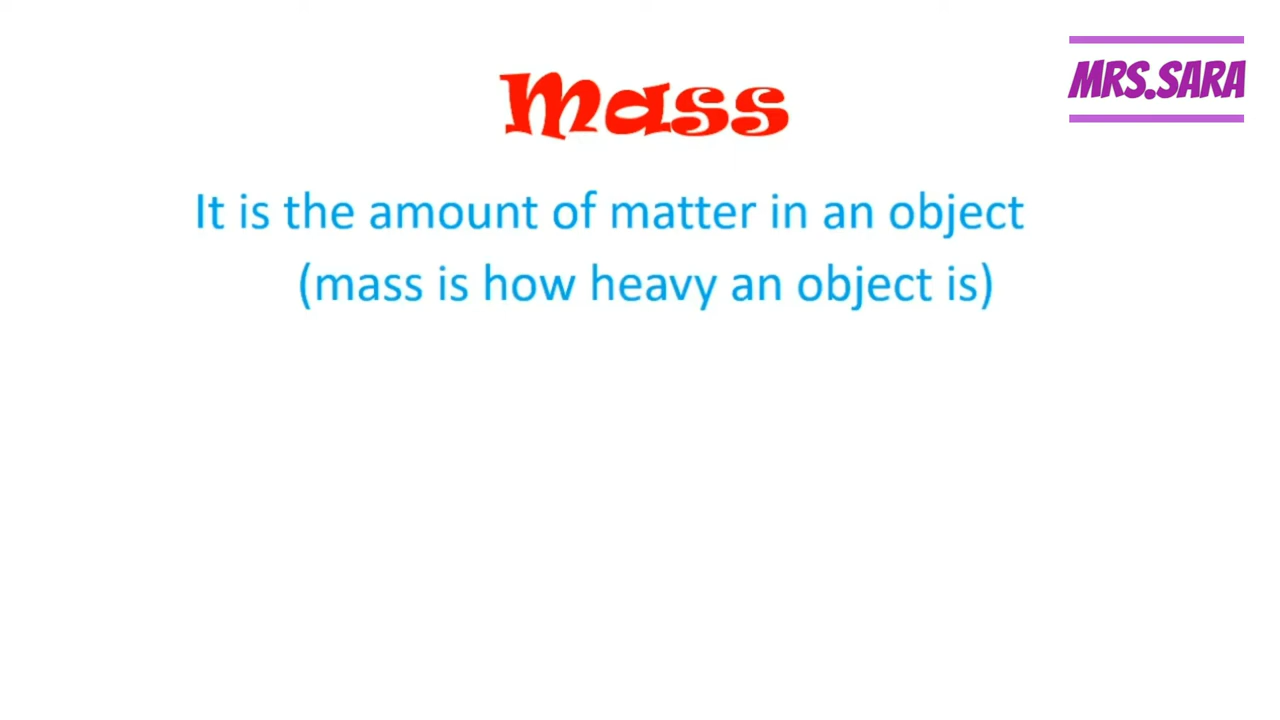 Mass
MRS.SARA
It is the amount of matter in an object
(mass is how heavy an object is)